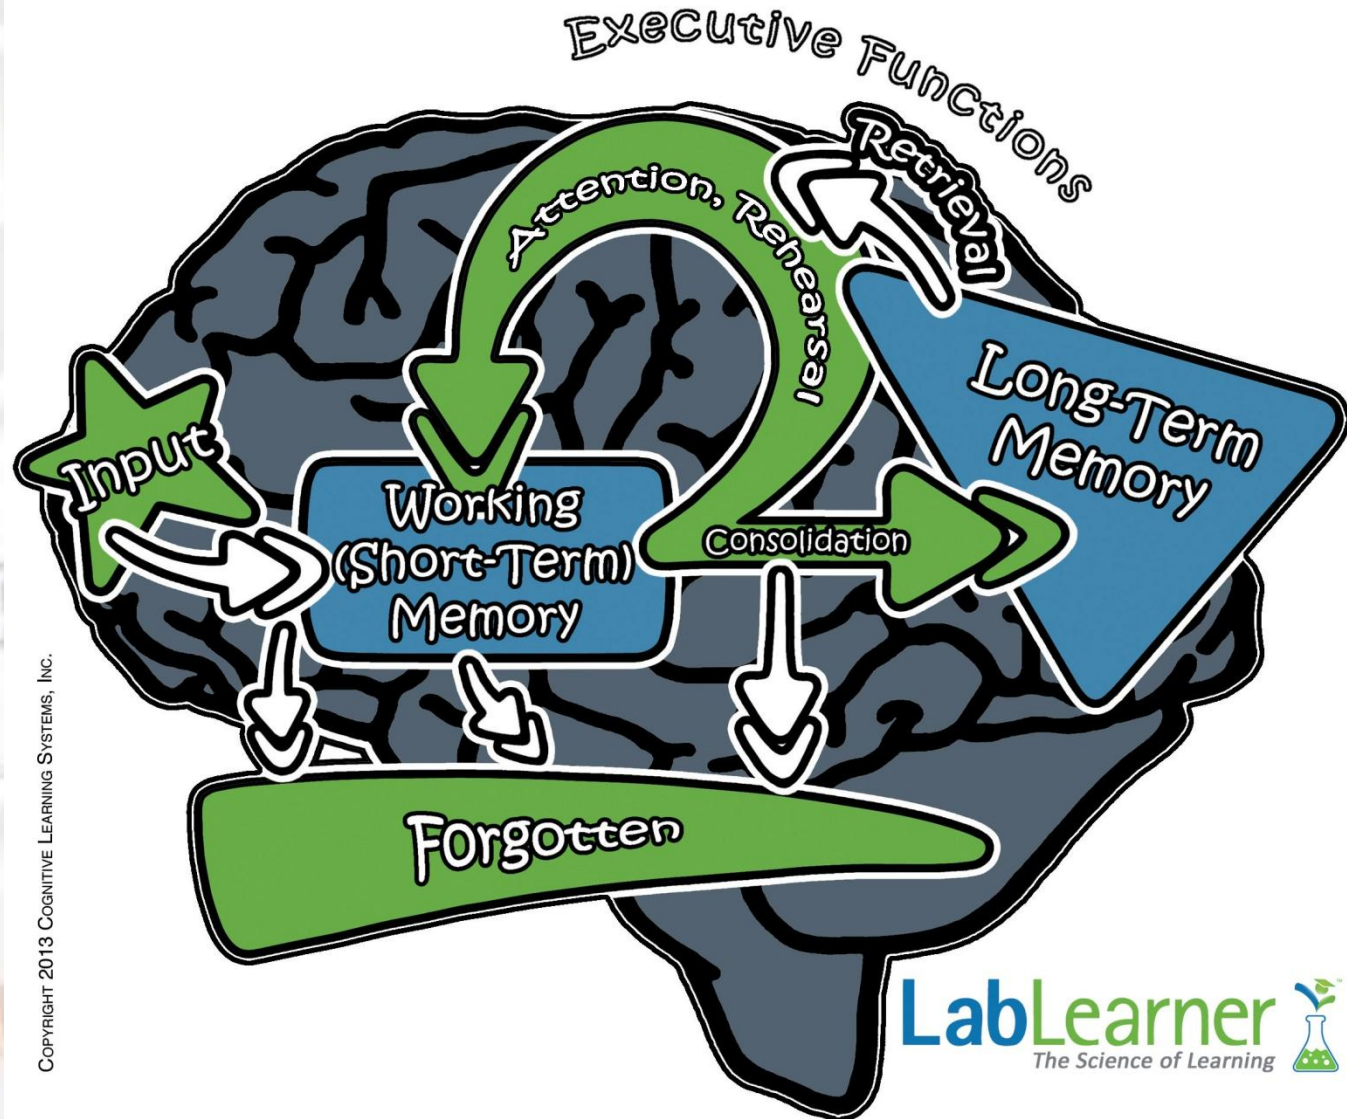 Executive Functions
Retrieval
Attention, Rehearsal
Long-Term
Memory
Input
Working
(Short-Term)
Memory
Consolidation
Forgotten
COPYRIGHT 2013 COGNITIVE LEARNING SYSTEMS, INC.
LabLearner
The Science of Learning